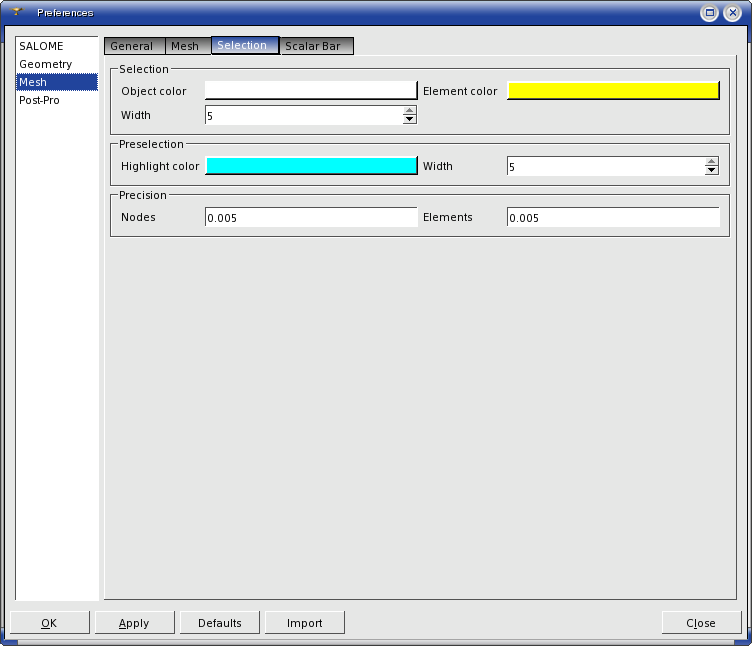 Preferences
SALOME
Geometry
Mesh
Post-Pro
General Mesh Selection Scalar Bar
Selection
Object color Element color
Width 5
Preselection
Highlight color Width 5
Precision
Nodes 0.005 Elements 0.005
OK Apply Defaults Import Close